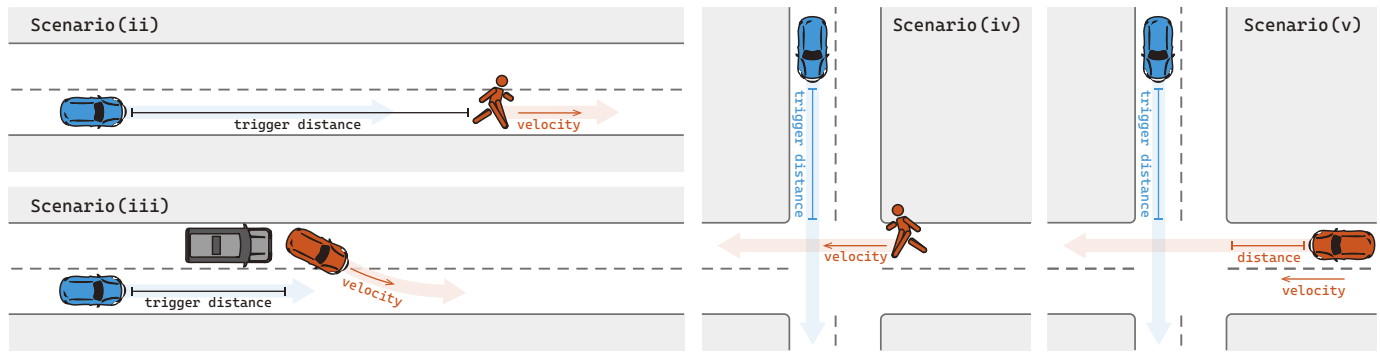 Scenario(ii)
trigger distance
velocity
Scenario(iii)
trigger distance
velocity
Scenario(iv)
trigger distance
velocity
Scenario(v)
trigger distance
distance
velocity